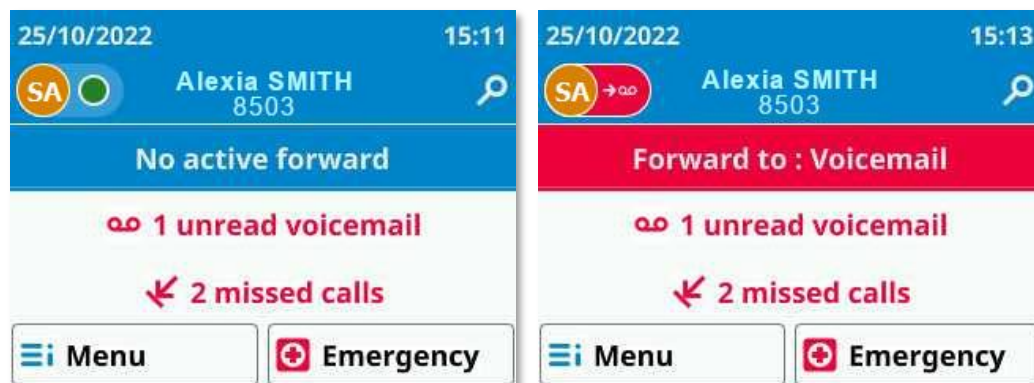 25/10/2022 15:11
SA Alexia SMITH
8503
No active forward
1 unread voicemail
2 missed calls
Menu Emergency
25/10/2022 15:13
SA Alexia SMITH
8503
Forward to : Voicemail
1 unread voicemail
2 missed calls
Menu Emergency